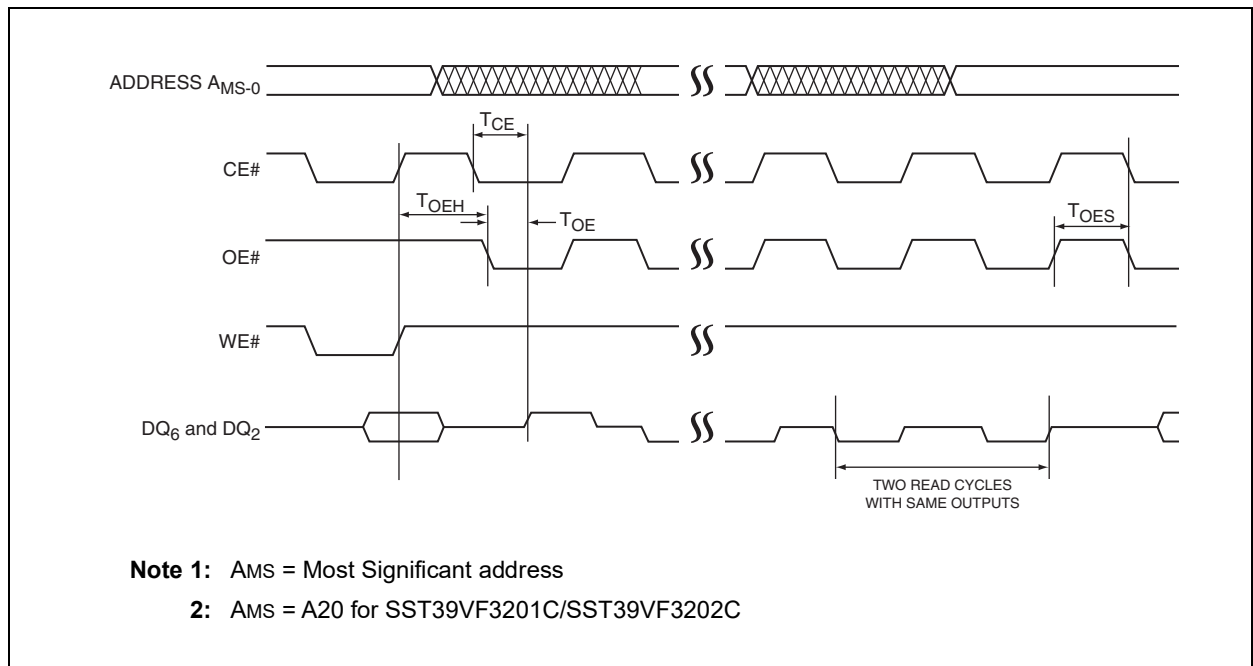 ADDRESS AMS-0
TCE
CE#
TOEH
TOE
TOES
OE#
WE#
DQ6 and DQ2
TWO READ CYCLES
WITH SAME OUTPUTS
Note 1: AMS = Most Significant address
2: AMS = A20 for SST39VF3201C/SST39VF3202C